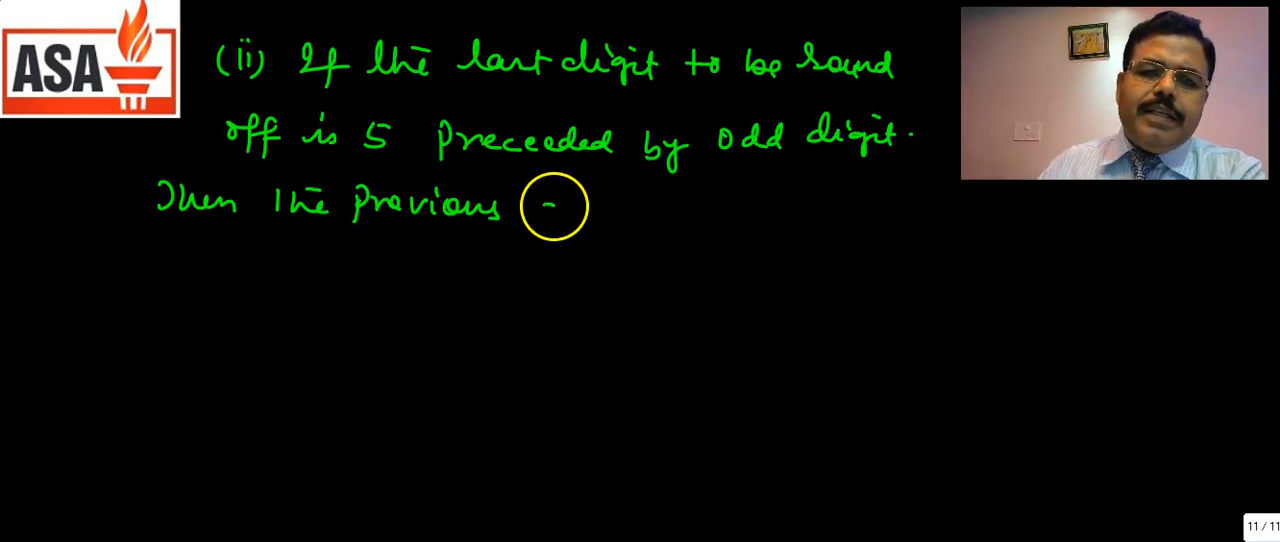 ASA
(ii) If the last digit to be round
off is 5 preceeded by odd digit.
Then the previous -
11 / 11